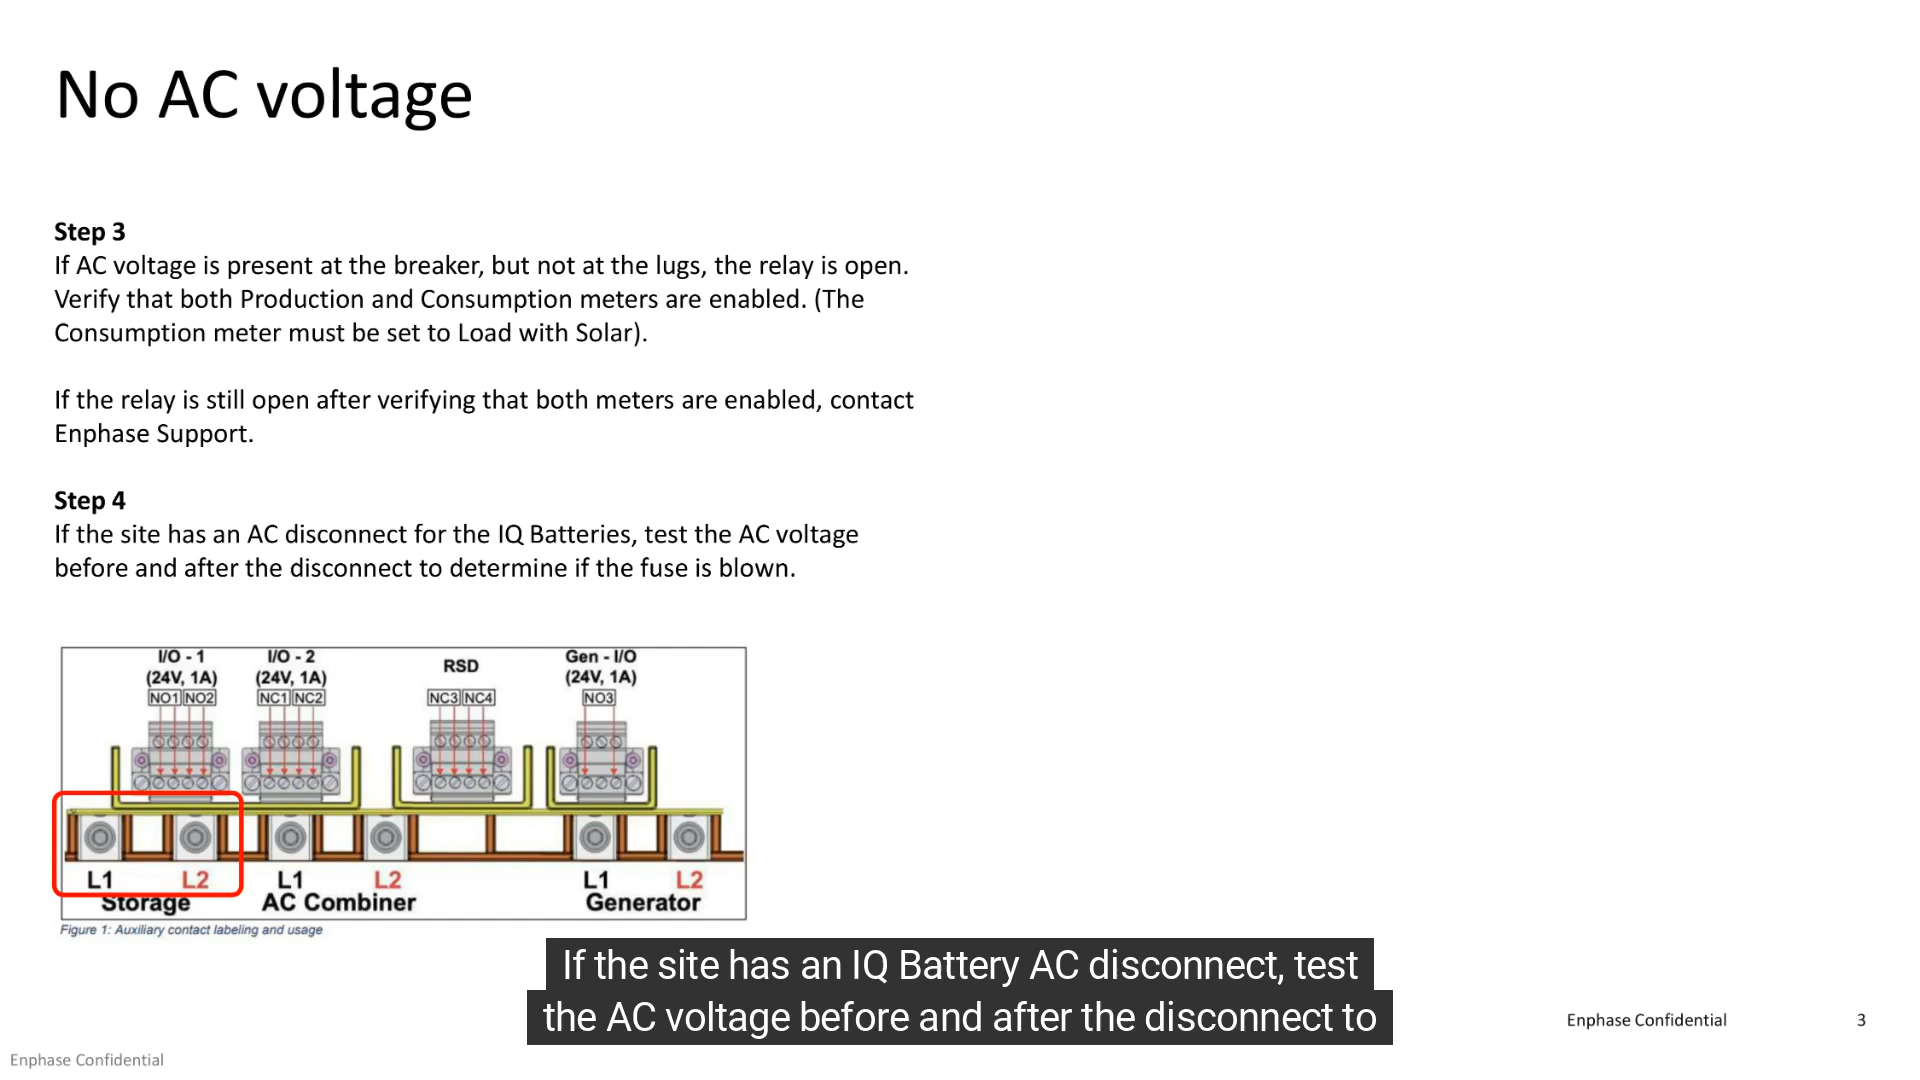 No AC voltage
Step 3
If AC voltage is present at the breaker, but not at the lugs, the relay is open.
Verify that both Production and Consumption meters are enabled. (The
Consumption meter must be set to Load with Solar).
If the relay is still open after verifying that both meters are enabled, contact
Enphase Support.
Step 4
If the site has an AC disconnect for the IQ Batteries, test the AC voltage
before and after the disconnect to determine if the fuse is blown.
I/O - 1 I/O - 2 RSD Gen - I/O
(24V, 1A) (24V, 1A) (24V, 1A)
NO1 NO2 NC1 NC2 NC3 NC4 NO3
L1 L2 L1 L2 L1 L2
Storage AC Combiner Generator
Figure 1: Auxiliary contact labeling and usage
If the site has an IQ Battery AC disconnect, test
the AC voltage before and after the disconnect to
Enphase Confidential 3
Enphase Confidential